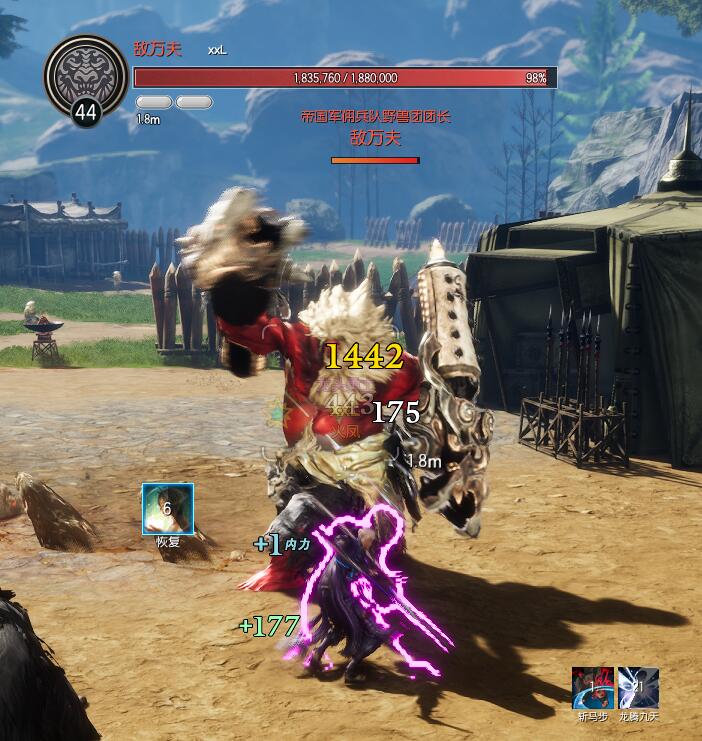 敌万夫 xxL
1,835,760 / 1,880,000 98%
44
1.8m
帝国军佣兵队野兽团团长
敌万夫
1442
443
175
火凤
1.8m
6
恢复
+1 内力
+177
1 21
斩马步 龙腾九天